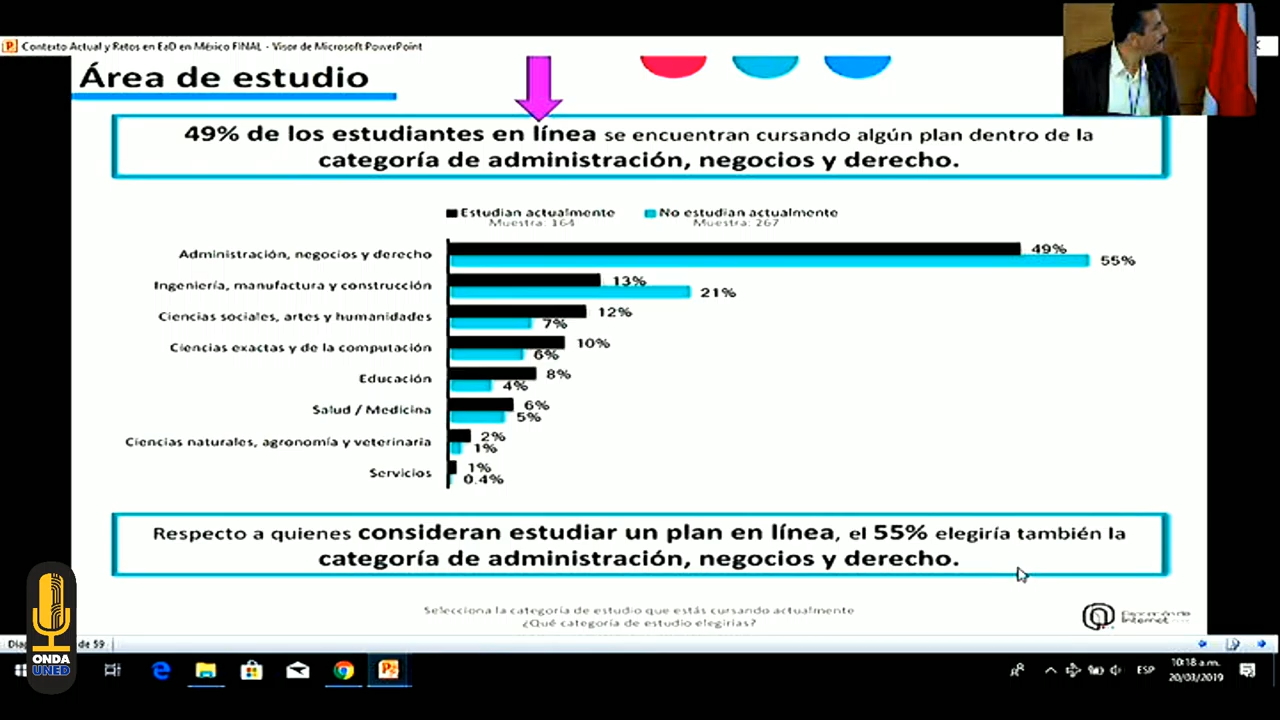 Contexto Actual y Retos en EaD en México FINAL - Visor de Microsoft PowerPoint
Área de estudio
49% de los estudiantes en línea se encuentran cursando algún plan dentro de la
categoría de administración, negocios y derecho.
Estudian actualmente No estudian actualmente
Muestra: 164 Muestra: 267
Administración, negocios y derecho 49% 55%
Ingeniería, manufactura y construcción 13% 21%
Ciencias sociales, artes y humanidades 12% 7%
Ciencias exactas y de la computación 10% 6%
Educación 8% 4%
Salud / Medicina 6% 5%
Ciencias naturales, agronomía y veterinaria 2% 1%
Servicios 1% 0.4%
Respecto a quienes consideran estudiar un plan en línea, el 55% elegiría también la
categoría de administración, negocios y derecho.
Selecciona la categoría de estudio que estás cursando actualmente
¿Qué categoría de estudio elegirías?
Internet
de 59
ONDA
UNED
ESP
10:18 a.m.
20/03/2019